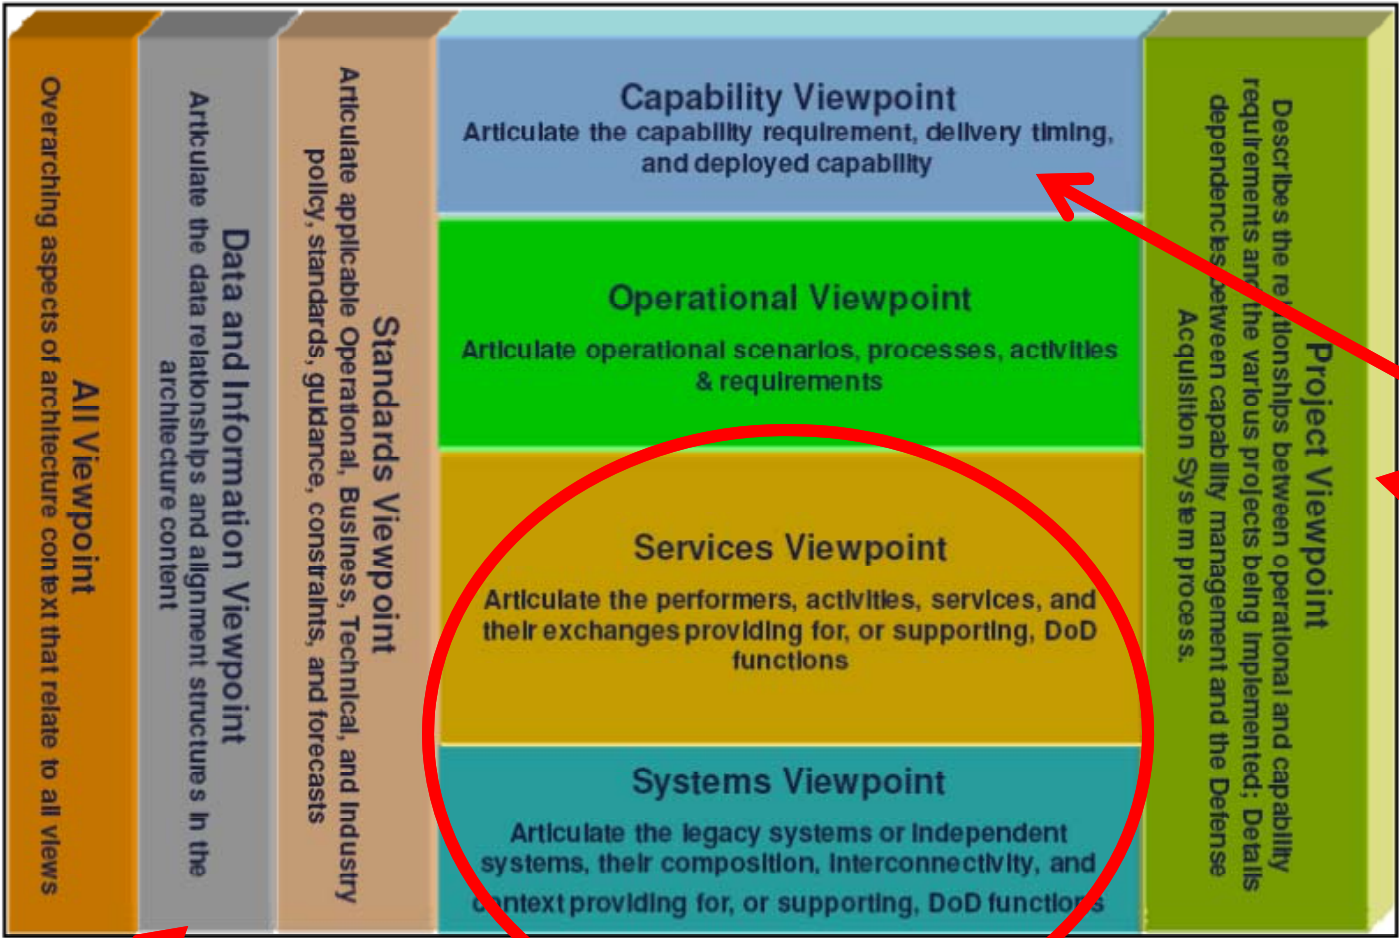 All Viewpoint
Overarching aspects of architecture context that relate to all views
Data and Information Viewpoint
Articulate the data relationships and alignment structures in the
architecture content
Standards Viewpoint
Articulate applicable Operational, Business, Technical, and Industry
policy, standards, guidance, constraints, and forecasts
Capability Viewpoint
Articulate the capability requirement, delivery timing,
and deployed capability
Operational Viewpoint
Articulate operational scenarios, processes, activities
& requirements
Services Viewpoint
Articulate the performers, activities, services, and
their exchanges providing for, or supporting, DoD
functions
Systems Viewpoint
Articulate the legacy systems or independent
systems, their composition, interconnectivity, and
context providing for, or supporting, DoD functions
Project Viewpoint
Describes the relationships between operational and capability
requirements and the various projects being implemented; Details
dependencies between capability management and the Defense
Acquisition System process.